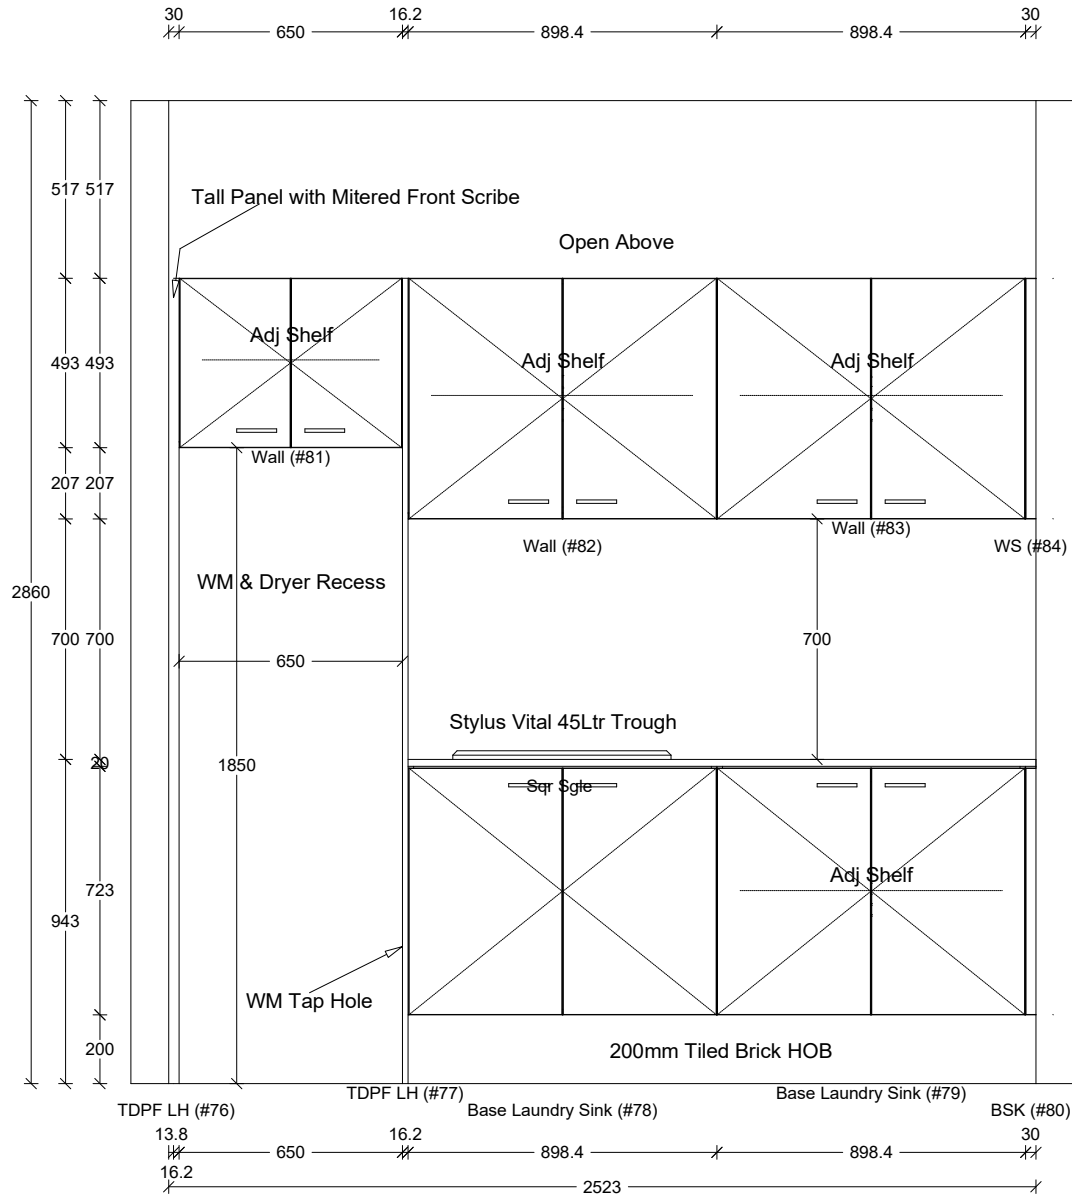 30
16.2
30
650
898.4
898.4
517 517
Tall Panel with Mitered Front Scribe
Open Above
Adj Shelf
Adj Shelf
Adj Shelf
493 493
Wall (#81)
207 207
Wall (#83)
Wall (#82)
WS (#84)
WM & Dryer Recess
2860
700 700
700
650
Stylus Vital 45Ltr Trough
20
1850
Sqr Sgle
Adj Shelf
723
943
WM Tap Hole
200
200mm Tiled Brick HOB
TDPF LH (#77)
Base Laundry Sink (#79)
TDPF LH (#76)
Base Laundry Sink (#78)
BSK (#80)
13.8
16.2
30
650
898.4
898.4
16.2
2523